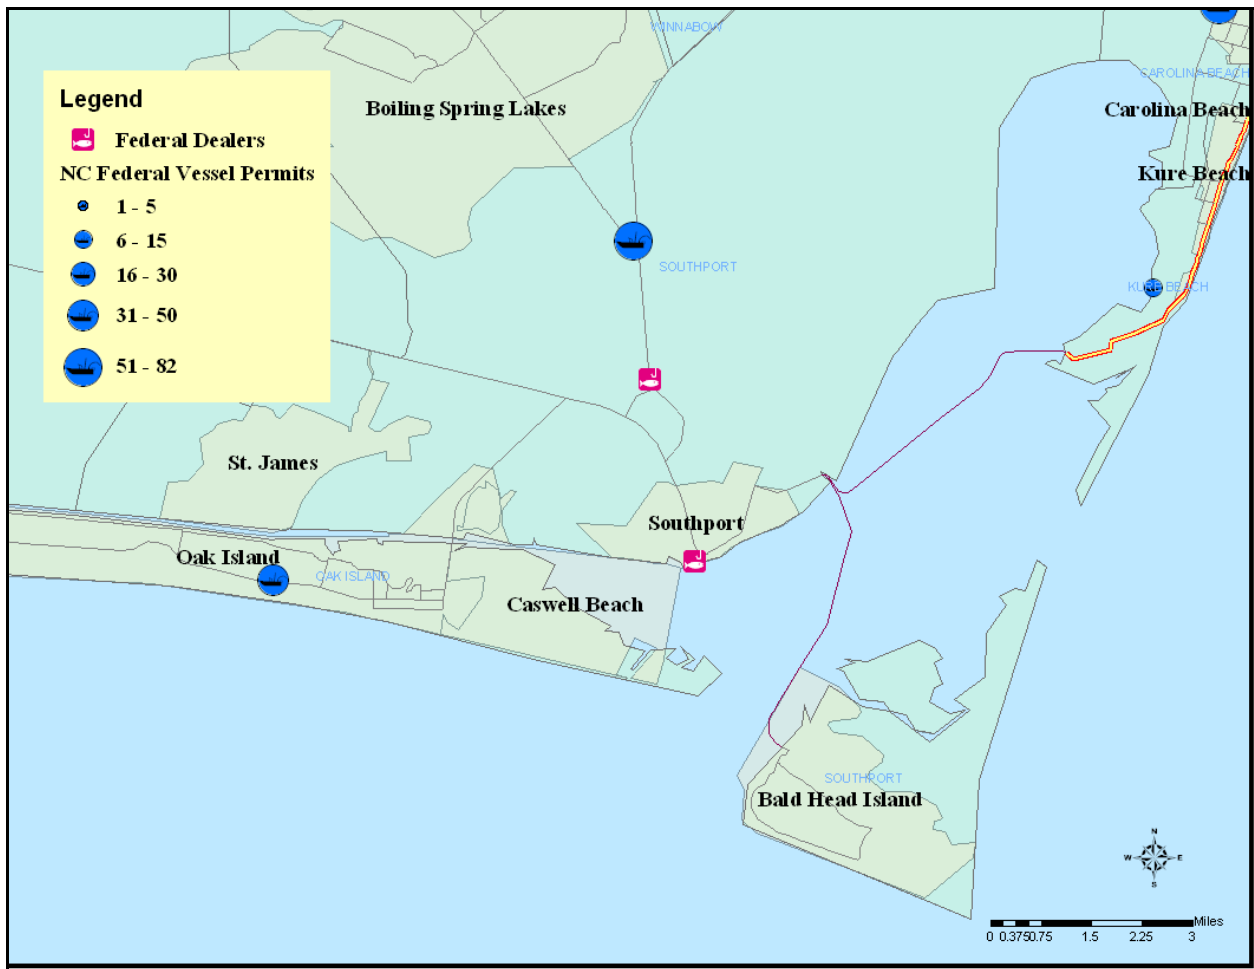 WINNABOW
CAROLINA BEACH
Legend
Federal Dealers
NC Federal Vessel Permits
1 - 5
6 - 15
16 - 30
31 - 50
51 - 82
Boiling Spring Lakes
Carolina Beach
Kure Beach
SOUTHPORT
KURE BEACH
St. James
Southport
Oak Island
OAK ISLAND
Caswell Beach
SOUTHPORT
Bald Head Island
N
W E
S
Miles
0 0.375 0.75 1.5 2.25 3